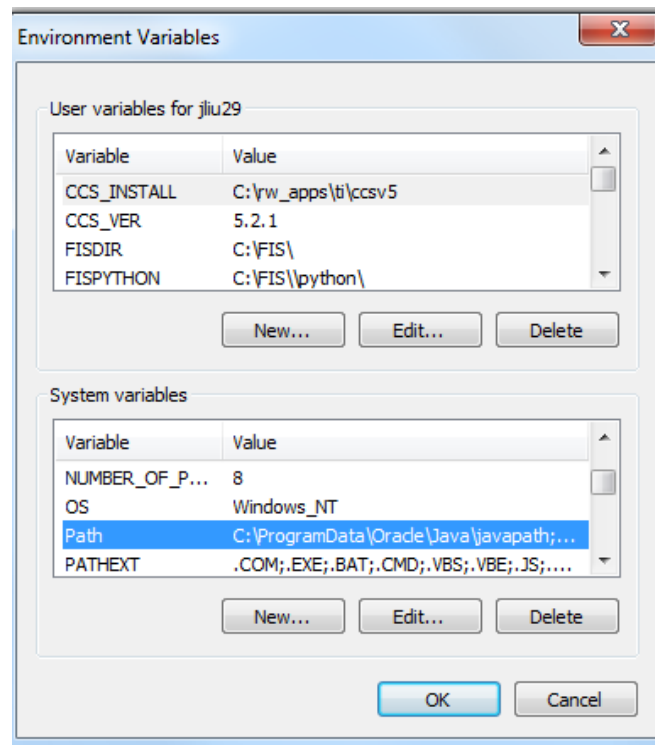 Environment Variables
User variables for jliu29
Variable Value
CCS_INSTALL C:\rw_apps\ti\ccsv5
CCS_VER 5.2.1
FISDIR C:\FIS\
FISPYTHON C:\FIS\\python\
New... Edit... Delete
System variables
Variable Value
NUMBER_OF_P... 8
OS Windows_NT
Path C:\ProgramData\Oracle\Java\javapath;...
PATHEXT .COM;.EXE;.BAT;.CMD;.VBS;.VBE;.JS;....
New... Edit... Delete
OK Cancel